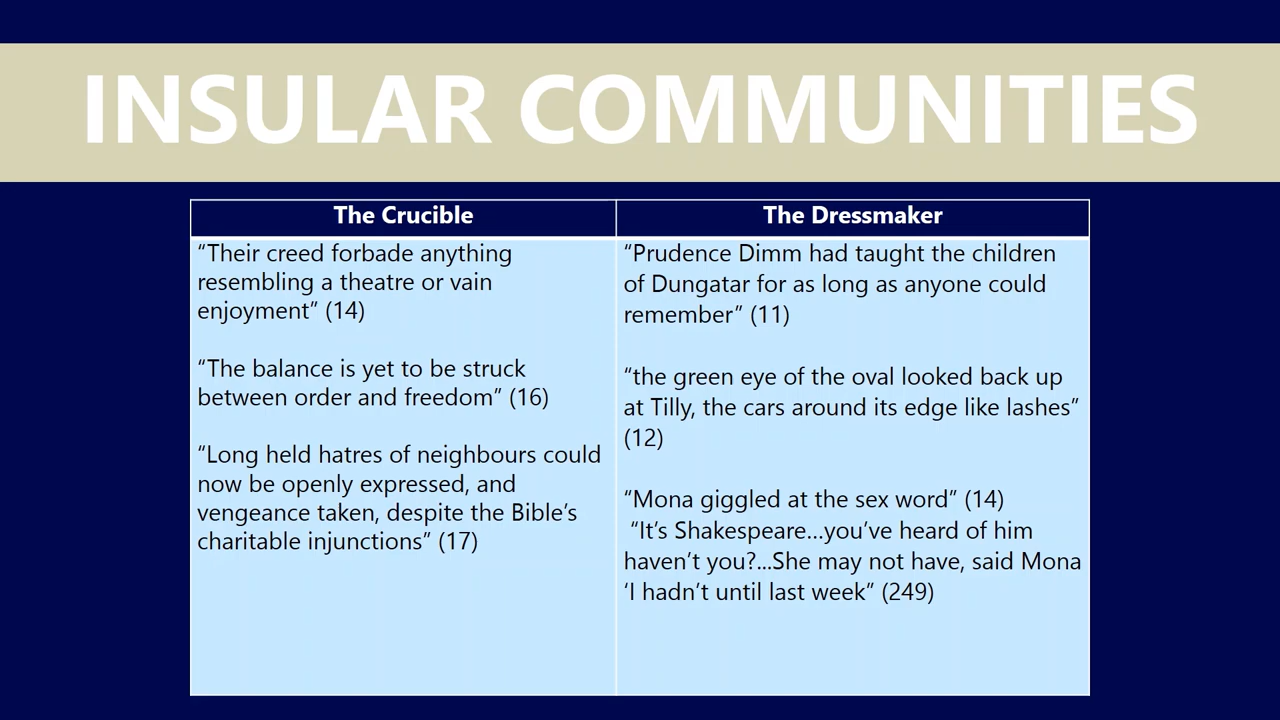 INSULAR COMMUNITIES
The Crucible
“Their creed forbade anything
resembling a theatre or vain
enjoyment” (14)
“The balance is yet to be struck
between order and freedom” (16)
“Long held hatres of neighbours could
now be openly expressed, and
vengeance taken, despite the Bible’s
charitable injunctions” (17)
The Dressmaker
“Prudence Dimm had taught the children
of Dungatar for as long as anyone could
remember” (11)
“the green eye of the oval looked back up
at Tilly, the cars around its edge like lashes”
(12)
“Mona giggled at the sex word” (14)
“It’s Shakespeare...you’ve heard of him
haven’t you?...She may not have, said Mona
‘I hadn’t until last week” (249)